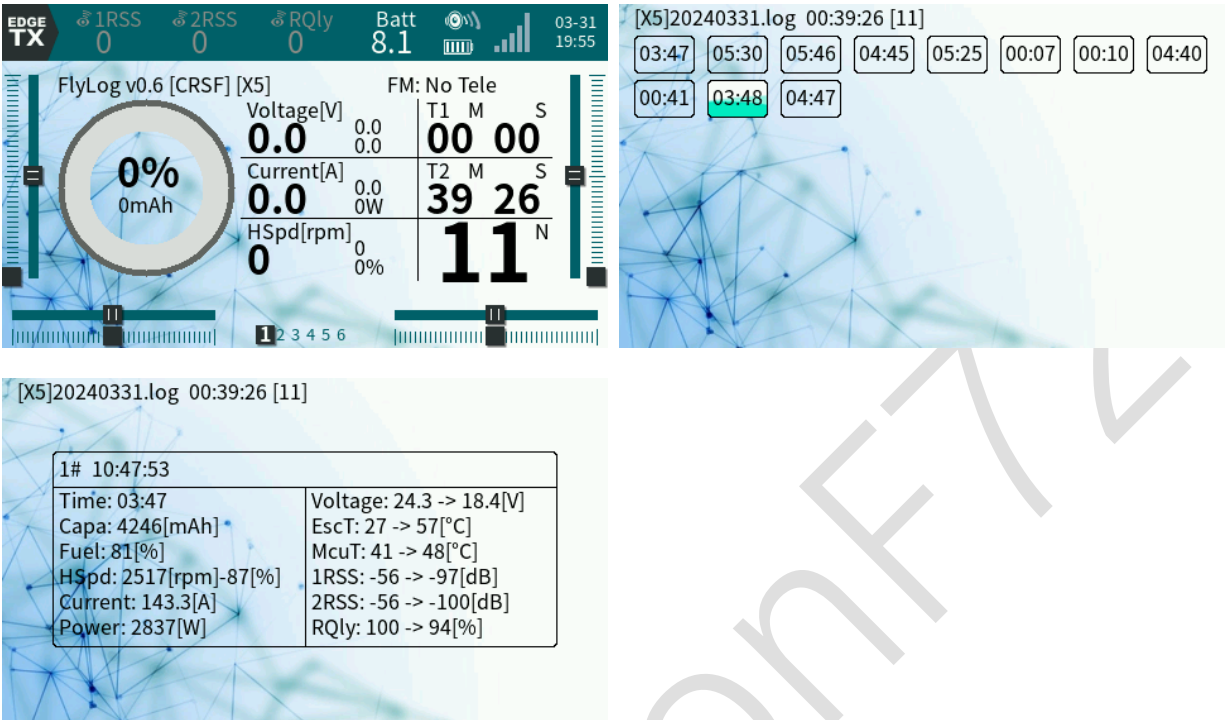 EDGE TX 1RSS 0 2RSS 0 RQly 0 Batt 8.1 03-31 19:55
FlyLog v0.6 [CRSF] [X5] FM: No Tele
0%
0mAh
Voltage[V]
0.0 0.0
0.0
Current[A]
0.0 0.0
0W
HSpd[rpm]
0 0
0%
T1 M S
00 00
T2 M S
39 26
11 N
1 2 3 4 5 6
[X5]20240331.log 00:39:26 [11]
03:47 05:30 05:46 04:45 05:25 00:07 00:10 04:40
00:41 03:48 04:47
[X5]20240331.log 00:39:26 [11]
1# 10:47:53
Time: 03:47
Capa: 4246[mAh]
Fuel: 81[%]
HSpd: 2517[rpm]-87[%]
Current: 143.3[A]
Power: 2837[W]
Voltage: 24.3 -> 18.4[V]
EscT: 27 -> 57[°C]
McuT: 41 -> 48[°C]
1RSS: -56 -> -97[dB]
2RSS: -56 -> -100[dB]
RQly: 100 -> 94[%]